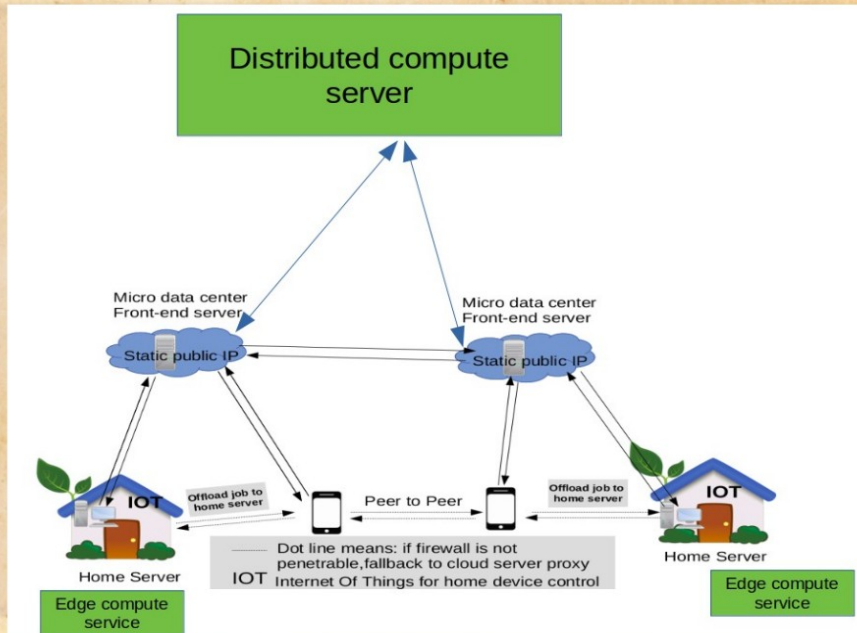 Distributed compute
server
Micro data center
Front-end server
Micro data center
Front-end server
Static public IP
Static public IP
IOT
Offload job to
home server
Peer to Peer
Offload job to
home server
IOT
Home Server
Dot line means: if firewall is not
penetrable,fallback to cloud server proxy
IOT Internet Of Things for home device control
Home Server
Edge compute
service
Edge compute
service